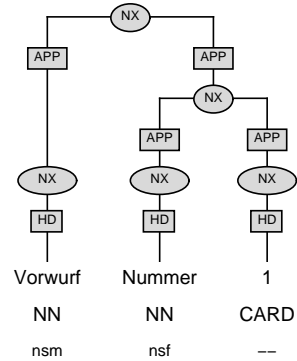 NX
APP APP
NX
APP APP
NX NX NX
HD HD HD
Vorwurf Nummer 1
NN NN CARD
nsm nsf --